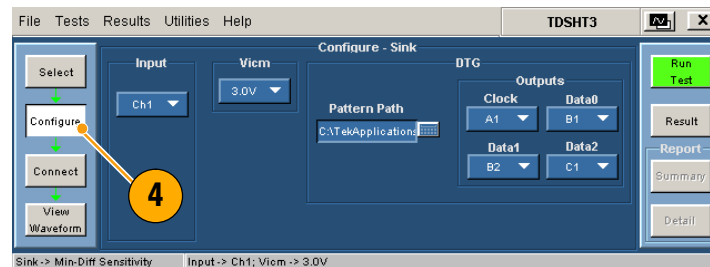 File Tests Results Utilities Help TDSHT3 X
Configure - Sink
Select
Configure
Connect
View
Waveform
Input
Ch1
Vicm
3.0V
DTG
Pattern Path
C:\TekApplications
Outputs
Clock Data0
A1 B1
Data1 Data2
B2 C1
Run
Test
Result
Report
Summary
Detail
4
Sink-> Min-Diff Sensitivity Input-> Ch1; Vicm -> 3.0V